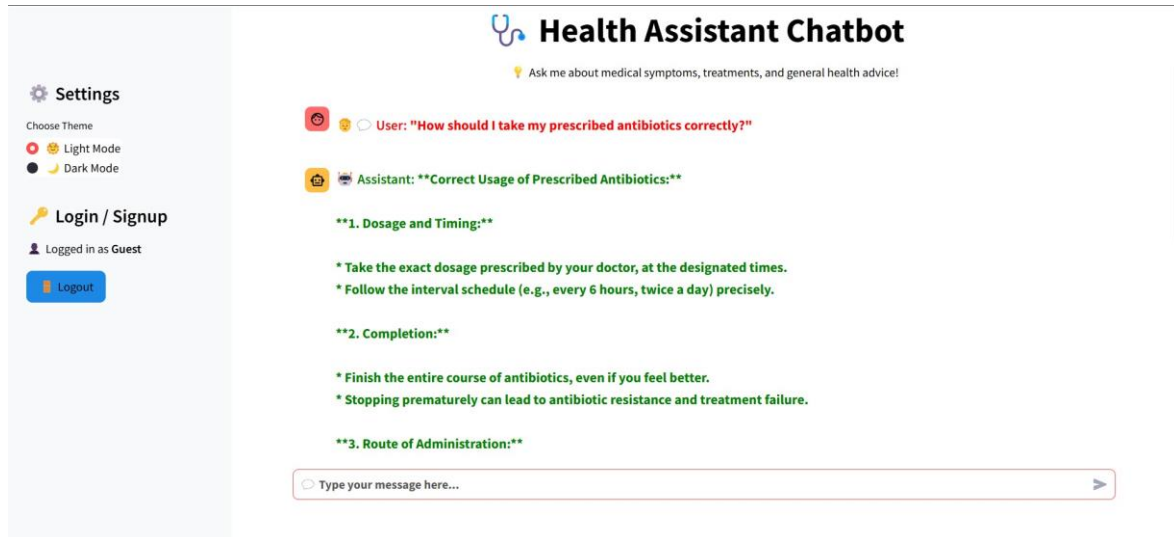 Health Assistant Chatbot
💡 Ask me about medical symptoms, treatments, and general health advice!
Settings
Choose Theme
🌞 Light Mode
🌙 Dark Mode
🔑 Login / Signup
👤 Logged in as Guest
🚪 Logout
User: "How should I take my prescribed antibiotics correctly?"
Assistant: **Correct Usage of Prescribed Antibiotics:**
**1. Dosage and Timing:**
* Take the exact dosage prescribed by your doctor, at the designated times.
* Follow the interval schedule (e.g., every 6 hours, twice a day) precisely.
**2. Completion:**
* Finish the entire course of antibiotics, even if you feel better.
* Stopping prematurely can lead to antibiotic resistance and treatment failure.
**3. Route of Administration:**
Type your message here...